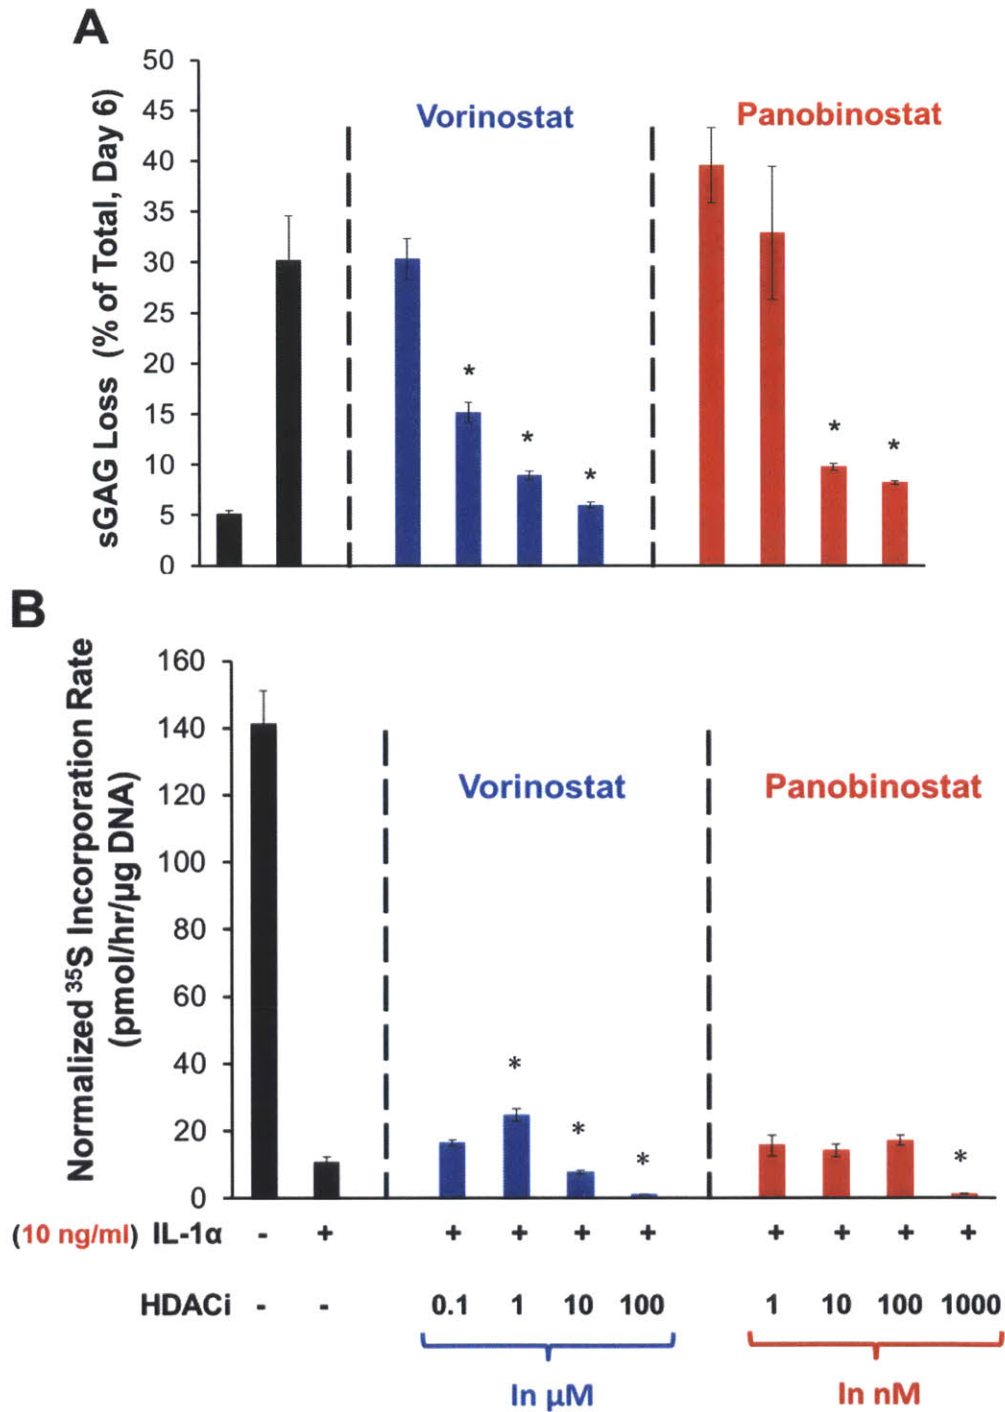 A
sGAG Loss (% of Total, Day 6)
50
45
40
35
30
25
20
15
10
5
0
Vorinostat
Panobinostat
* * *
* *
B
Normalized ³⁵S Incorporation Rate
(pmol/hr/µg DNA)
160
140
120
100
80
60
40
20
0
Vorinostat
Panobinostat
* * *
*
(10 ng/ml) IL-1α - + + + + + + + + +
HDACi - - 0.1 1 10 100 1 10 100 1000
In µM In nM